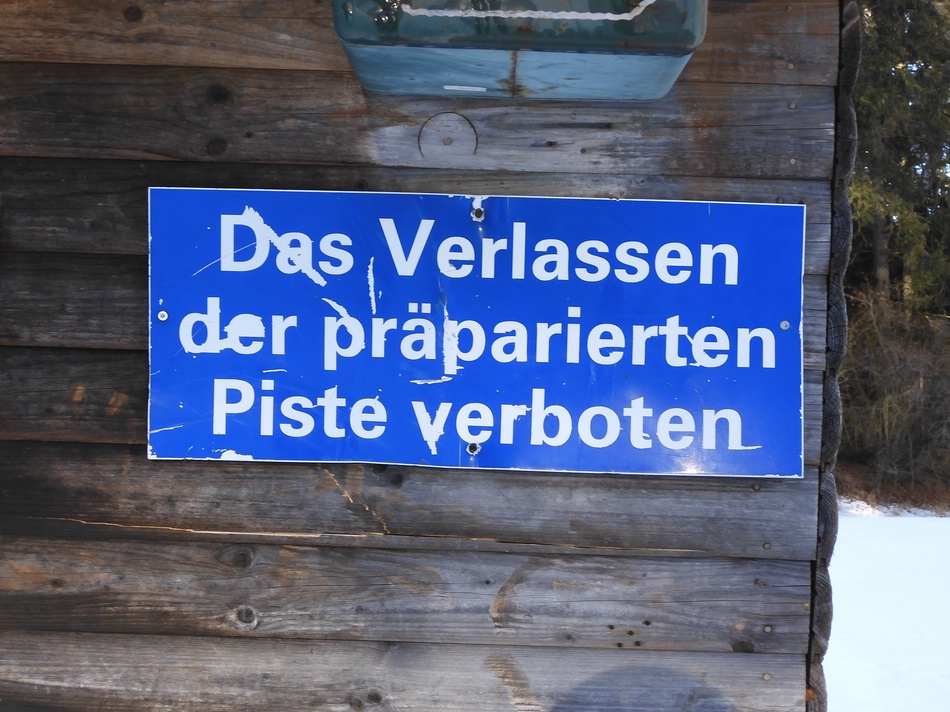 Das Verlassen
der präparierten
Piste verboten